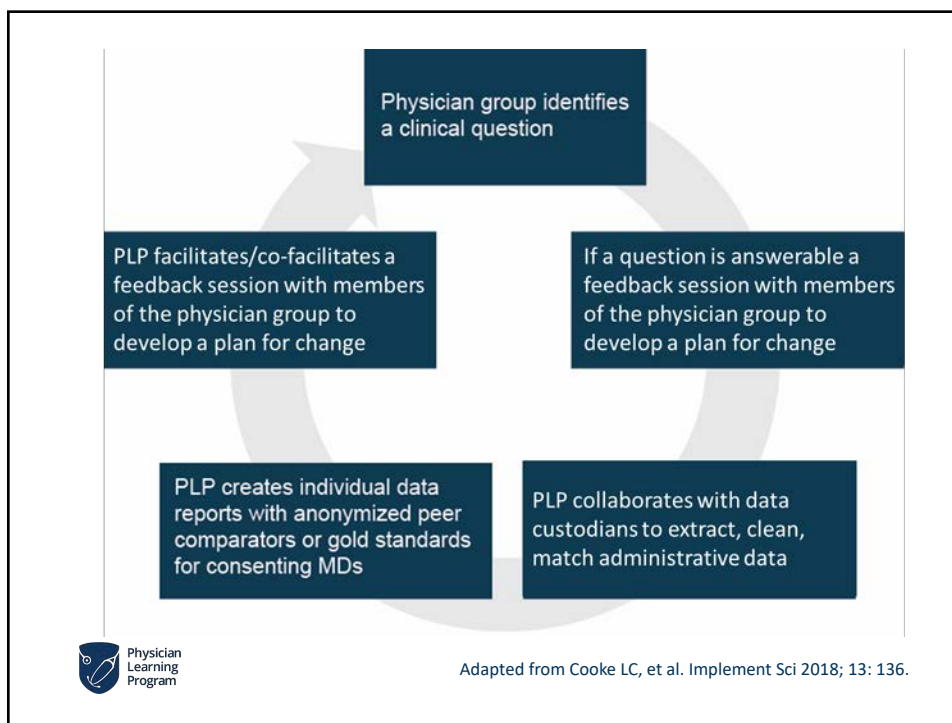 Physician group identifies
a clinical question
If a question is answerable a
feedback session with members
of the physician group to
develop a plan for change
PLP collaborates with data
custodians to extract, clean,
match administrative data
PLP creates individual data
reports with anonymized peer
comparators or gold standards
for consenting MDs
PLP facilitates/co-facilitates a
feedback session with members
of the physician group to
develop a plan for change
Physician
Learning
Program
Adapted from Cooke LC, et al. Implement Sci 2018; 13: 136.